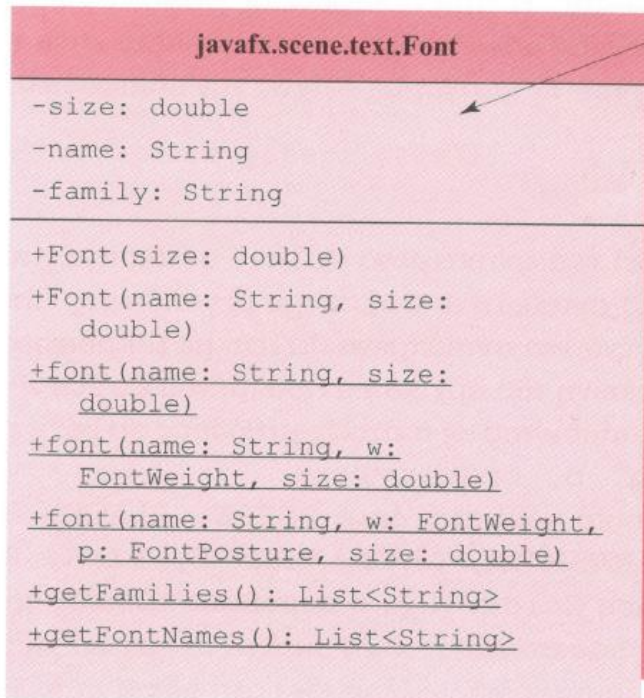 javafx.scene.text.Font
-size: double
-name: String
-family: String
+Font(size: double)
+Font(name: String, size:
double)
+font(name: String, size:
double)
+font(name: String, w:
FontWeight, size: double)
+font(name: String, w: FontWeight,
p: FontPosture, size: double)
+getFamilies(): List<String>
+getFontNames(): List<String>